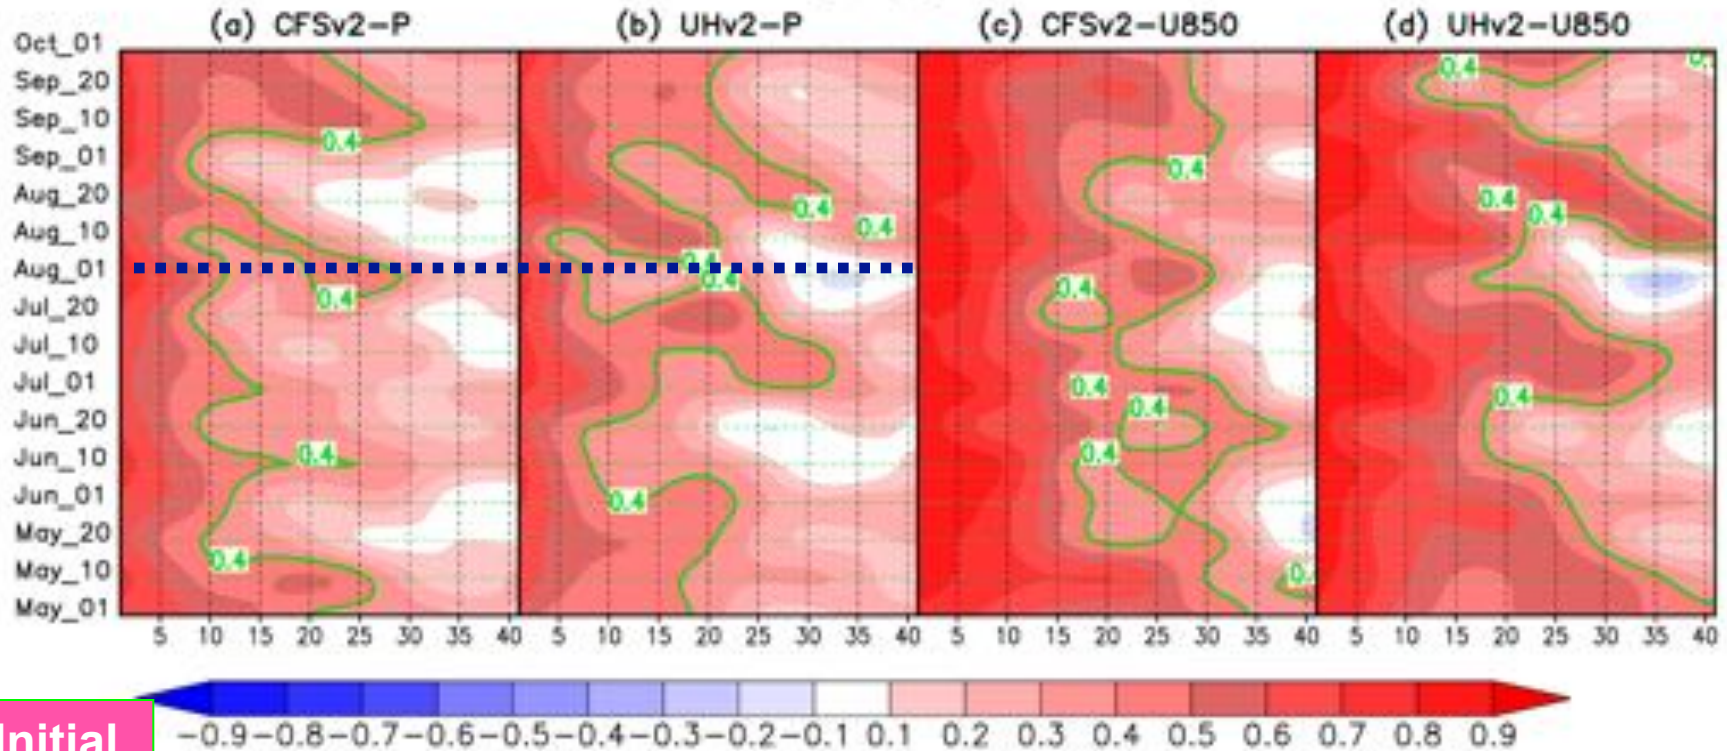 (a) CFSv2-P (b) UHv2-P (c) CFSv2-U850 (d) UHv2-U850
Oct_01
Sep_20
Sep_10
Sep_01
Aug_20
Aug_10
Aug_01
Jul_20
Jul_10
Jul_01
Jun_20
Jun_10
Jun_01
May_20
May_10
May_01
0.4
0.4
0.4
0.4
0.4
0.4
0.4
0.4
0.4
0.4
0.4
0.4
0.4
0.4
0.
0.4
0.4
0.4
0.4
0.
5 10 15 20 25 30 35 40 5 10 15 20 25 30 35 40 5 10 15 20 25 30 35 40 5 10 15 20 25 30 35 40
-0.9 -0.8 -0.7 -0.6 -0.5 -0.4 -0.3 -0.2 -0.1 0.1 0.2 0.3 0.4 0.5 0.6 0.7 0.8 0.9
Initial